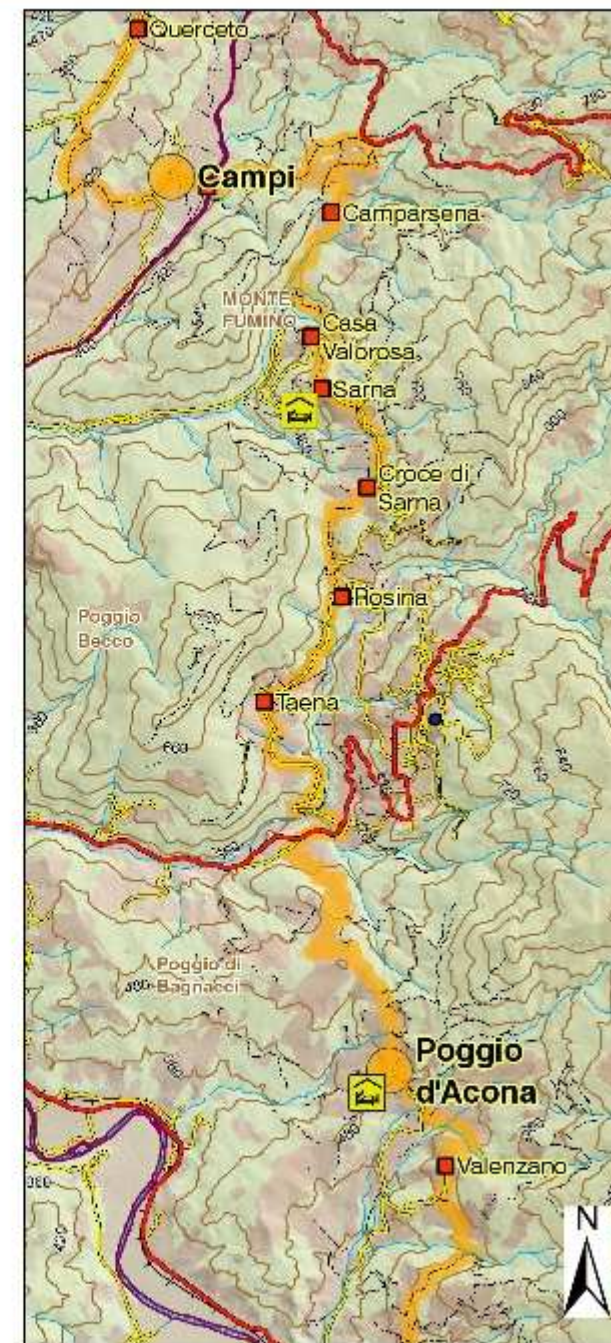 Querceto
Campi
Camparsena
MONTE
FUMINO
Casa
Valorosa
Sarna
Croce di
Sarna
Rosina
Poggio
Becco
Taena
Poggio di
Bagnacci
Poggio
d'Acona
Valenzano
N